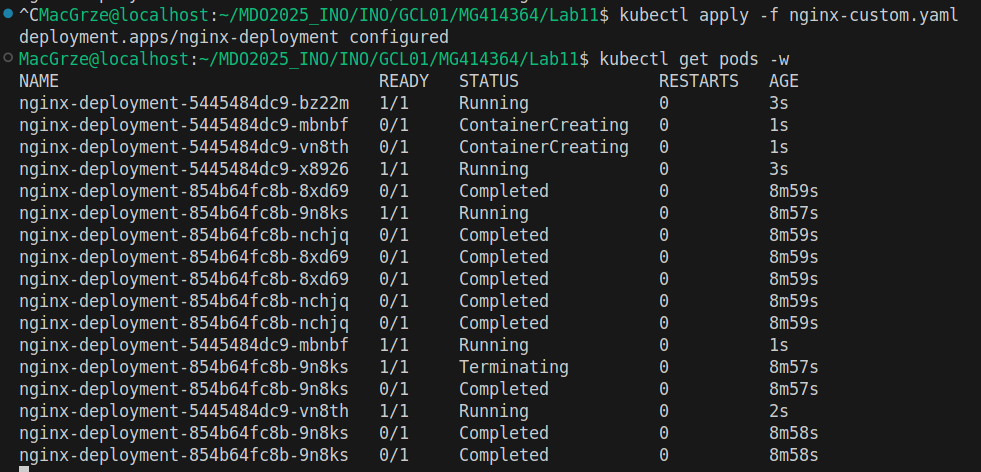 ^CMacGrze@localhost:~/MDO2025_INO/INO/GCL01/MG414364/Lab11$ kubectl apply -f nginx-custom.yaml
deployment.apps/nginx-deployment configured
MacGrze@localhost:~/MDO2025_INO/INO/GCL01/MG414364/Lab11$ kubectl get pods -w
NAME READY STATUS RESTARTS AGE
nginx-deployment-5445484dc9-bz22m 1/1 Running 0 3s
nginx-deployment-5445484dc9-mbnbf 0/1 ContainerCreating 0 1s
nginx-deployment-5445484dc9-vn8th 0/1 ContainerCreating 0 1s
nginx-deployment-5445484dc9-x8926 1/1 Running 0 3s
nginx-deployment-854b64fc8b-8xd69 0/1 Completed 0 8m59s
nginx-deployment-854b64fc8b-9n8ks 1/1 Running 0 8m57s
nginx-deployment-854b64fc8b-nchjq 0/1 Completed 0 8m59s
nginx-deployment-854b64fc8b-8xd69 0/1 Completed 0 8m59s
nginx-deployment-854b64fc8b-8xd69 0/1 Completed 0 8m59s
nginx-deployment-854b64fc8b-nchjq 0/1 Completed 0 8m59s
nginx-deployment-854b64fc8b-nchjq 0/1 Completed 0 8m59s
nginx-deployment-5445484dc9-mbnbf 1/1 Running 0 1s
nginx-deployment-854b64fc8b-9n8ks 1/1 Terminating 0 8m57s
nginx-deployment-854b64fc8b-9n8ks 0/1 Completed 0 8m57s
nginx-deployment-5445484dc9-vn8th 1/1 Running 0 2s
nginx-deployment-854b64fc8b-9n8ks 0/1 Completed 0 8m58s
nginx-deployment-854b64fc8b-9n8ks 0/1 Completed 0 8m58s